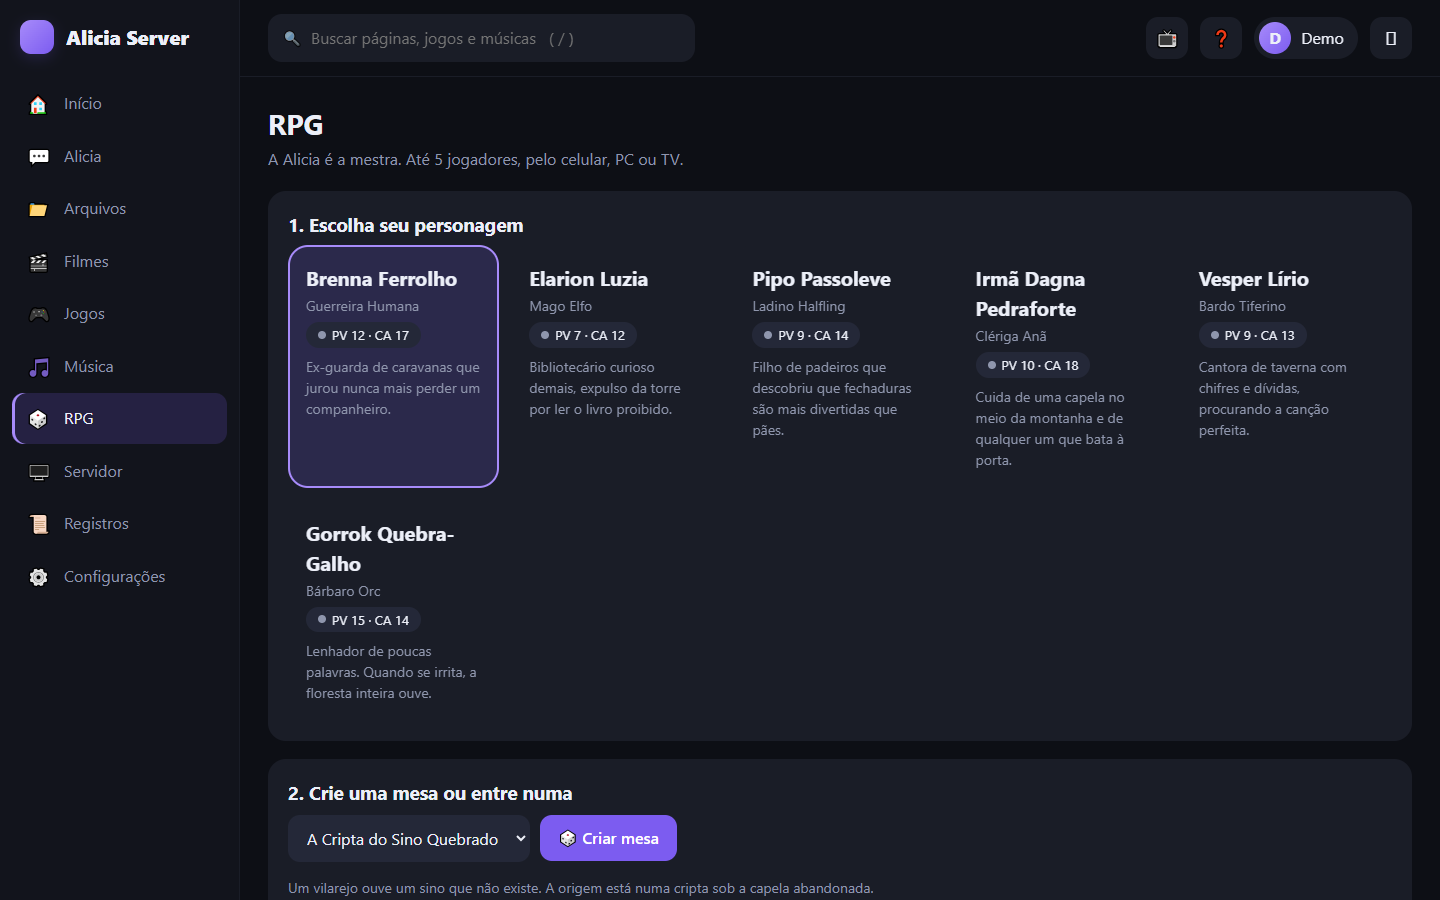 Alicia Server
Buscar páginas, jogos e músicas ( / )
D Demo
Início
Alicia
Arquivos
Filmes
Jogos
Música
RPG
Servidor
Registros
Configurações
RPG
A Alicia é a mestra. Até 5 jogadores, pelo celular, PC ou TV.
1. Escolha seu personagem
Brenna Ferrolho
Guerreira Humana
PV 12 · CA 17
Ex-guarda de caravanas que
jurou nunca mais perder um
companheiro.
Elarion Luzia
Mago Elfo
PV 7 · CA 12
Bibliotecário curioso
demais, expulso da torre
por ler o livro proibido.
Pipo Passoleve
Ladino Halfling
PV 9 · CA 14
Filho de padeiros que
descobriu que fechaduras
são mais divertidas que
pães.
Irmã Dagna
Pedraforte
Clériga Anã
PV 10 · CA 18
Cuida de uma capela no
meio da montanha e de
qualquer um que bata à
porta.
Vesper Lírio
Bardo Tiferino
PV 9 · CA 13
Cantora de taverna com
chifres e dívidas,
procurando a canção
perfeita.
Gorrok Quebra-
Galho
Bárbaro Orc
PV 15 · CA 14
Lenhador de poucas
palavras. Quando se irrita, a
floresta inteira ouve.
2. Crie uma mesa ou entre numa
A Cripta do Sino Quebrado
Criar mesa
Um vilarejo ouve um sino que não existe. A origem está numa cripta sob a capela abandonada.